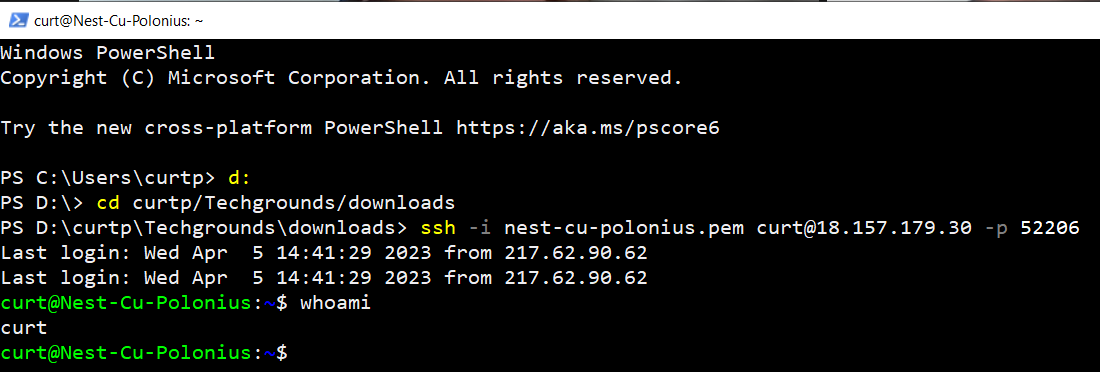 curt@Nest-Cu-Polonius: ~
Windows PowerShell
Copyright (C) Microsoft Corporation. All rights reserved.
Try the new cross-platform PowerShell https://aka.ms/pscore6
PS C:\Users\curtp> d:
PS D:\> cd curtp/Techgrounds/downloads
PS D:\curtp\Techgrounds\downloads> ssh -i nest-cu-polonius.pem curt@18.157.179.30 -p 52206
Last login: Wed Apr  5 14:41:29 2023 from 217.62.90.62
Last login: Wed Apr  5 14:41:29 2023 from 217.62.90.62
curt@Nest-Cu-Polonius:~$ whoami
curt
curt@Nest-Cu-Polonius:~$